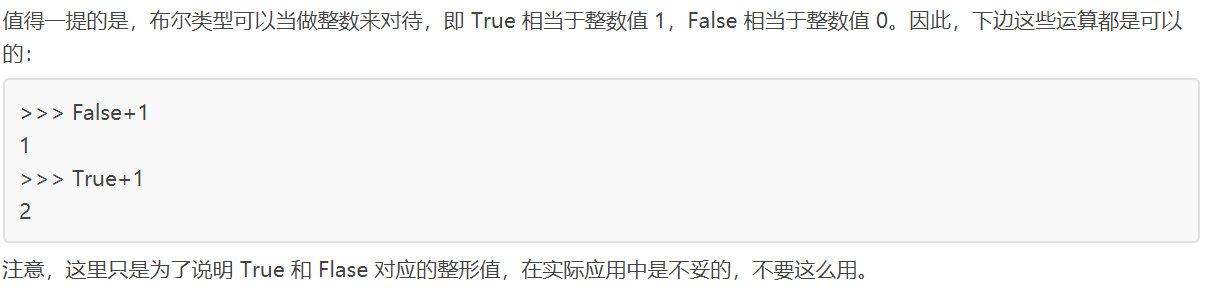 值得一提的是，布尔类型可以当做整数来对待，即 True 相当于整数值 1，False 相当于整数值 0。因此，下边这些运算都是可以
的：
>>> False+1
1
>>> True+1
2
注意，这里只是为了说明 True 和 Flase 对应的整形值，在实际应用中是不妥的，不要这么用。